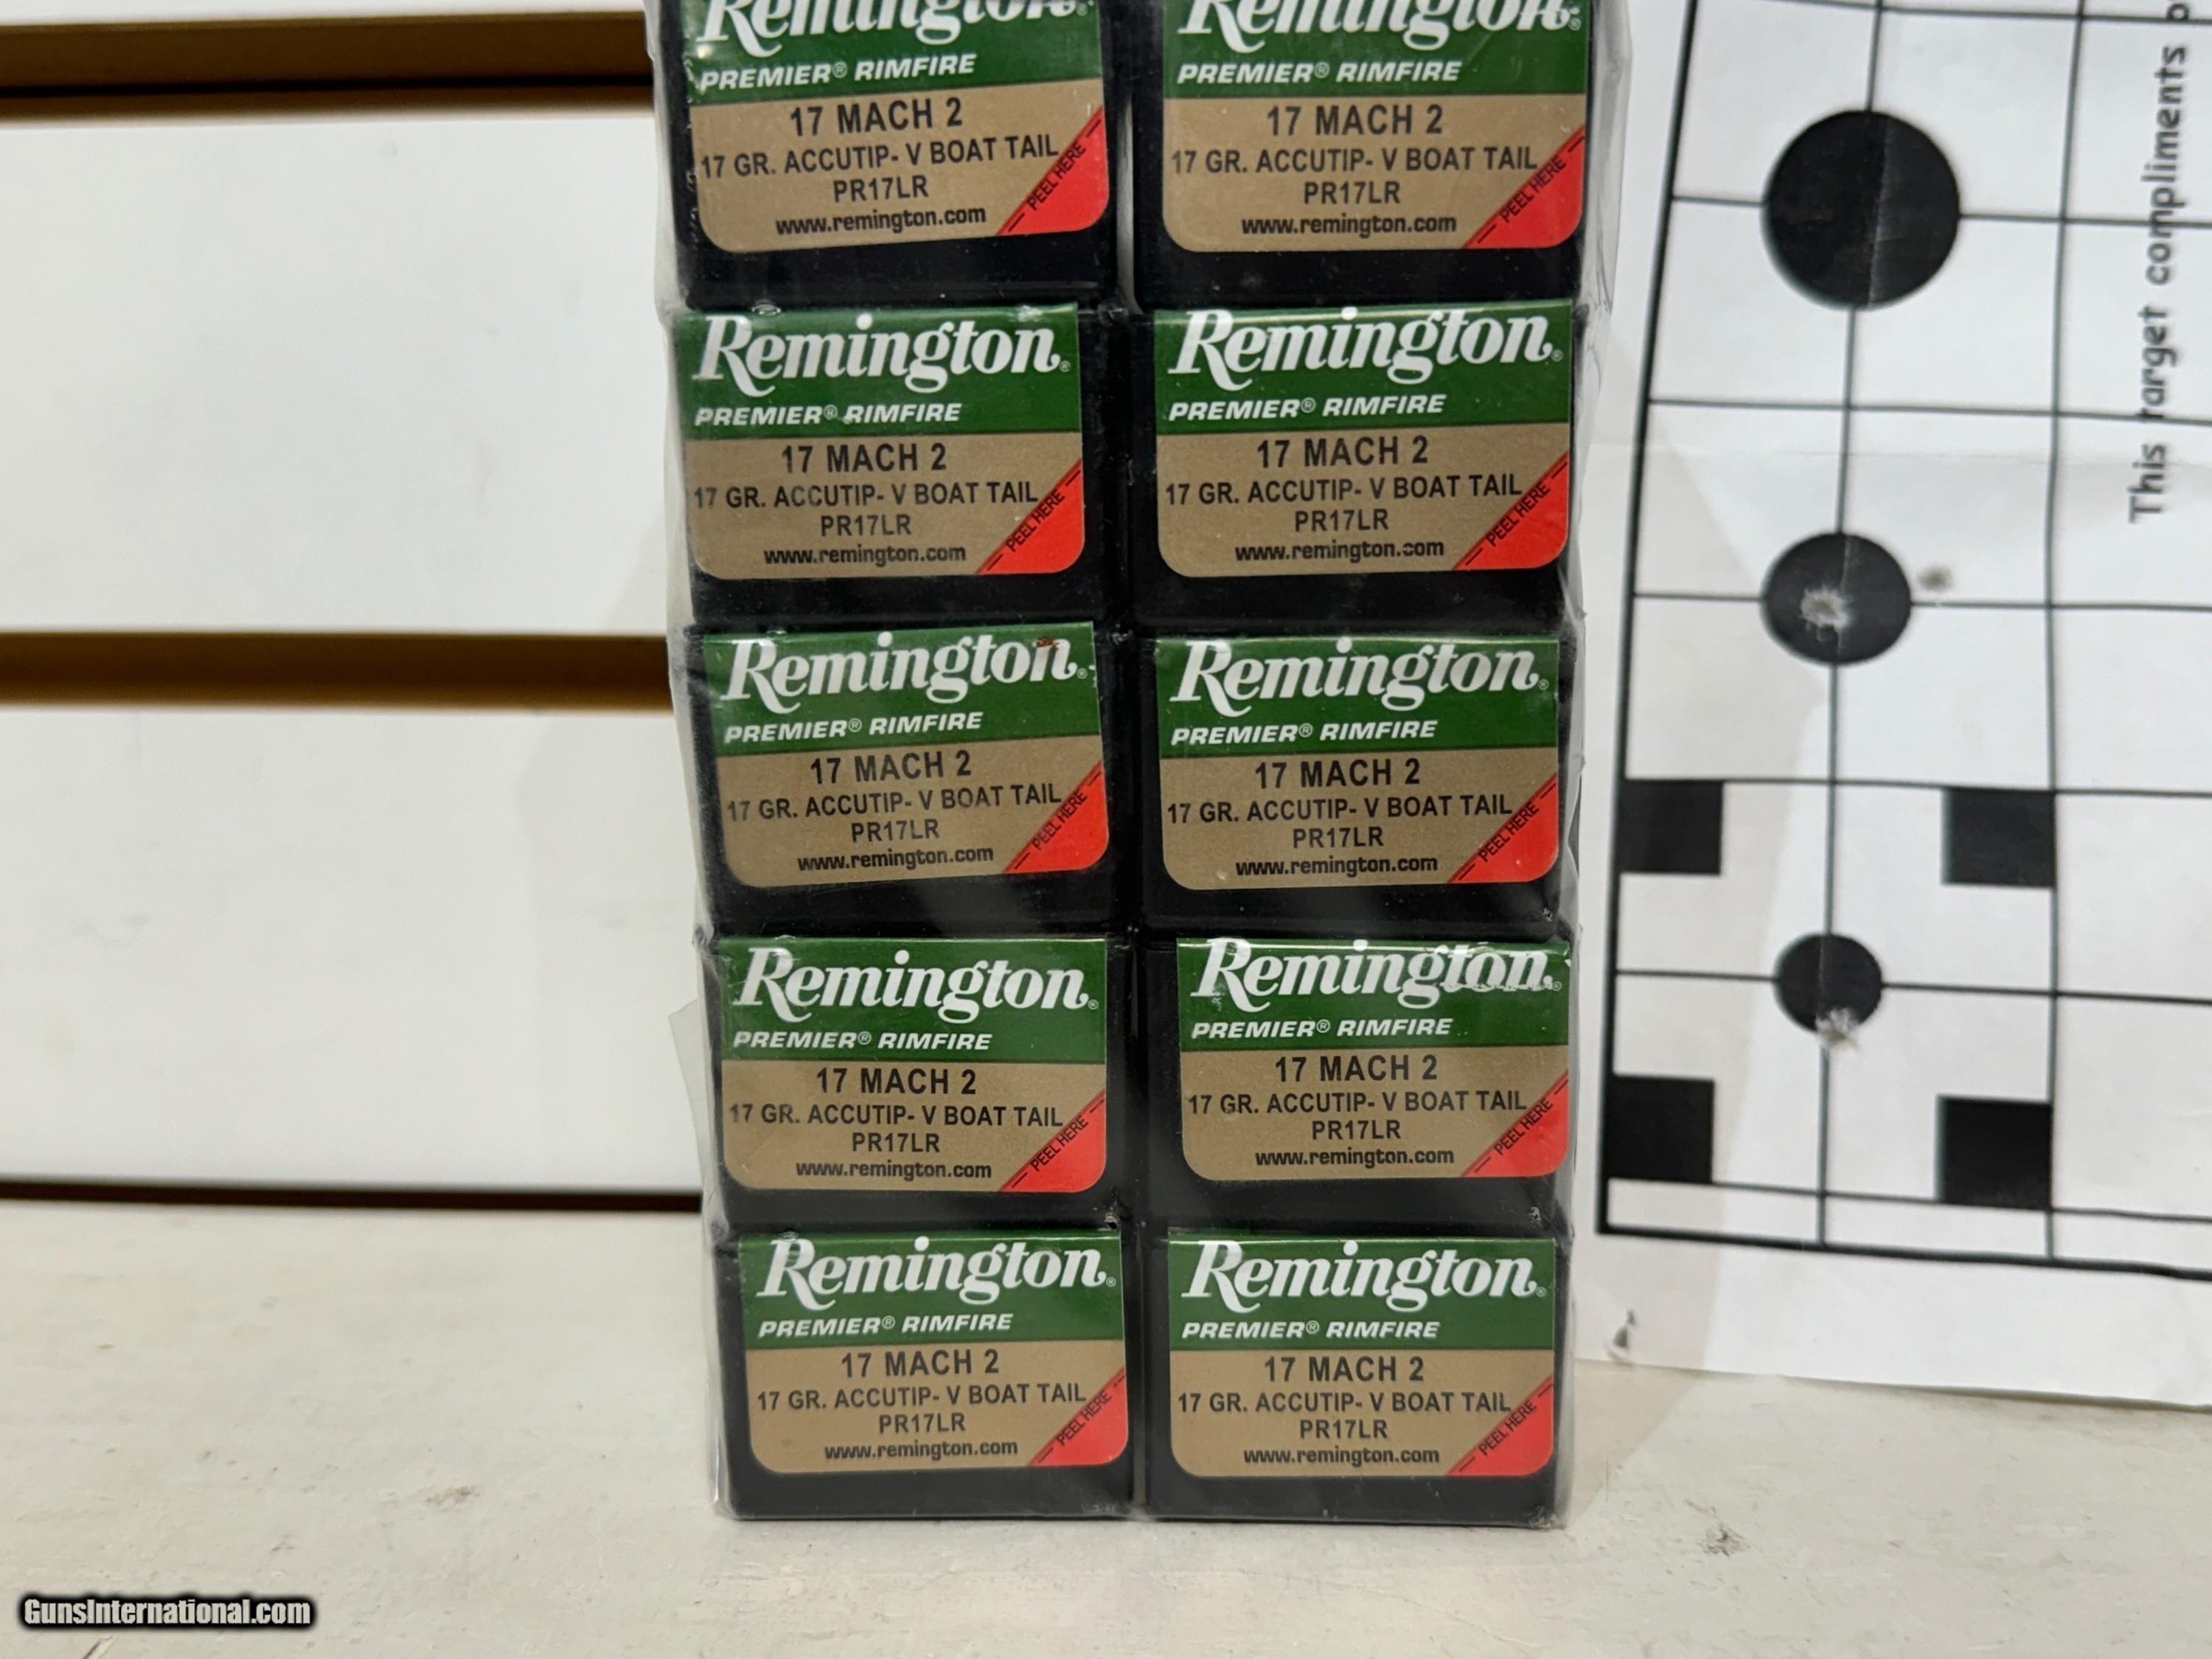 Remington®
PREMIER® RIMFIRE
17 MACH 2
17 GR. ACCUTIP- V BOAT TAIL
PR17LR
www.remington.com
PEEL HERE
Remington®
PREMIER® RIMFIRE
17 MACH 2
17 GR. ACCUTIP- V BOAT TAIL
PR17LR
www.remington.com
PEEL HERE
Remington®
PREMIER® RIMFIRE
17 MACH 2
17 GR. ACCUTIP- V BOAT TAIL
PR17LR
www.remington.com
PEEL HERE
Remington®
PREMIER® RIMFIRE
17 MACH 2
17 GR. ACCUTIP- V BOAT TAIL
PR17LR
www.remington.com
PEEL HERE
Remington®
PREMIER® RIMFIRE
17 MACH 2
17 GR. ACCUTIP- V BOAT TAIL
PR17LR
www.remington.com
PEEL HERE
Remington®
PREMIER® RIMFIRE
17 MACH 2
17 GR. ACCUTIP- V BOAT TAIL
PR17LR
www.remington.com
PEEL HERE
Remington®
PREMIER® RIMFIRE
17 MACH 2
17 GR. ACCUTIP- V BOAT TAIL
PR17LR
www.remington.com
PEEL HERE
Remington®
PREMIER® RIMFIRE
17 MACH 2
17 GR. ACCUTIP- V BOAT TAIL
PR17LR
www.remington.com
PEEL HERE
Remington®
PREMIER® RIMFIRE
17 MACH 2
17 GR. ACCUTIP- V BOAT TAIL
PR17LR
www.remington.com
PEEL HERE
Remington®
PREMIER® RIMFIRE
17 MACH 2
17 GR. ACCUTIP- V BOAT TAIL
PR17LR
www.remington.com
PEEL HERE
This target compliments
GunsInternational.com